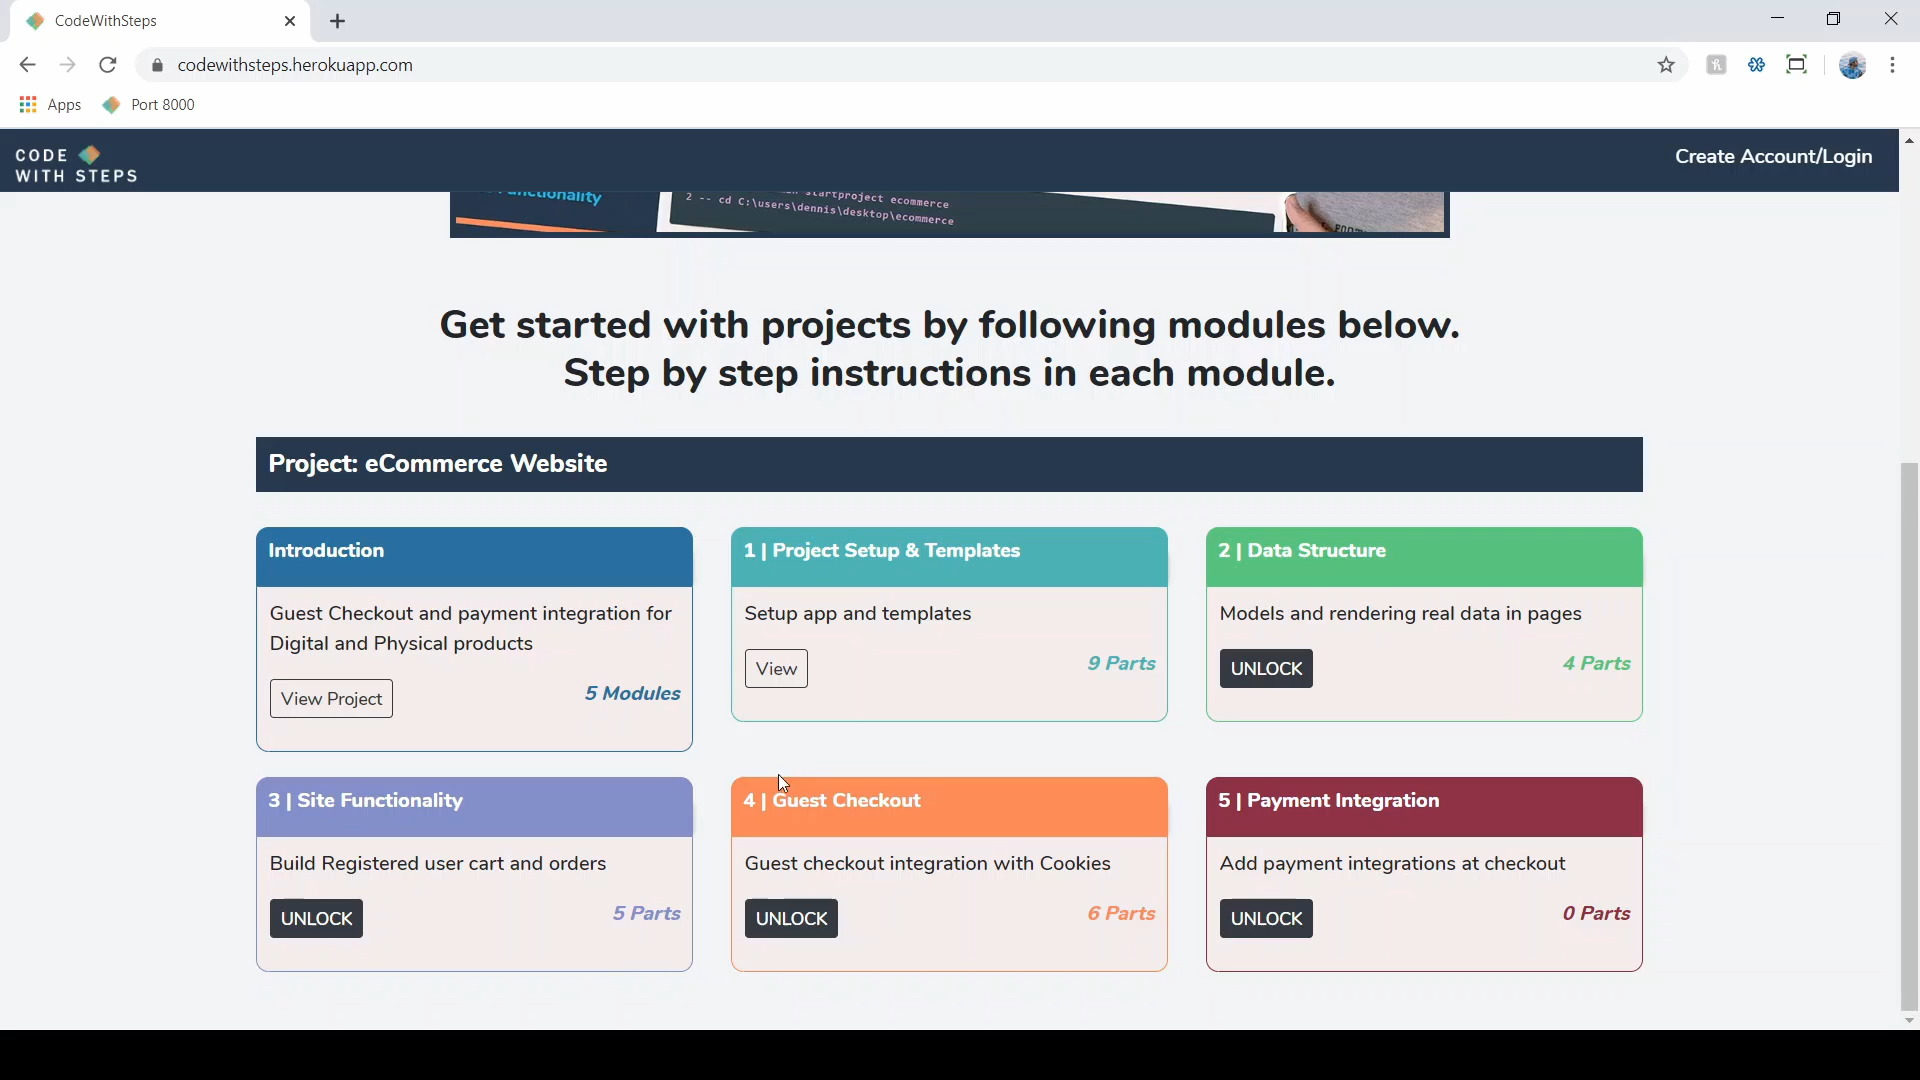 CodeWithSteps
codewithsteps.herokuapp.com
Apps
Port 8000
CODE
WITH STEPS
Create Account/Login
startproject ecommerce
2 -- cd C:\users\dennis\desktop\ecommerce
Get started with projects by following modules below.
Step by step instructions in each module.
Project: eCommerce Website
Introduction
Guest Checkout and payment integration for
Digital and Physical products
View Project
5 Modules
1 | Project Setup & Templates
Setup app and templates
View
9 Parts
2 | Data Structure
Models and rendering real data in pages
UNLOCK
4 Parts
3 | Site Functionality
Build Registered user cart and orders
UNLOCK
5 Parts
4 | Guest Checkout
Guest checkout integration with Cookies
UNLOCK
6 Parts
5 | Payment Integration
Add payment integrations at checkout
UNLOCK
0 Parts